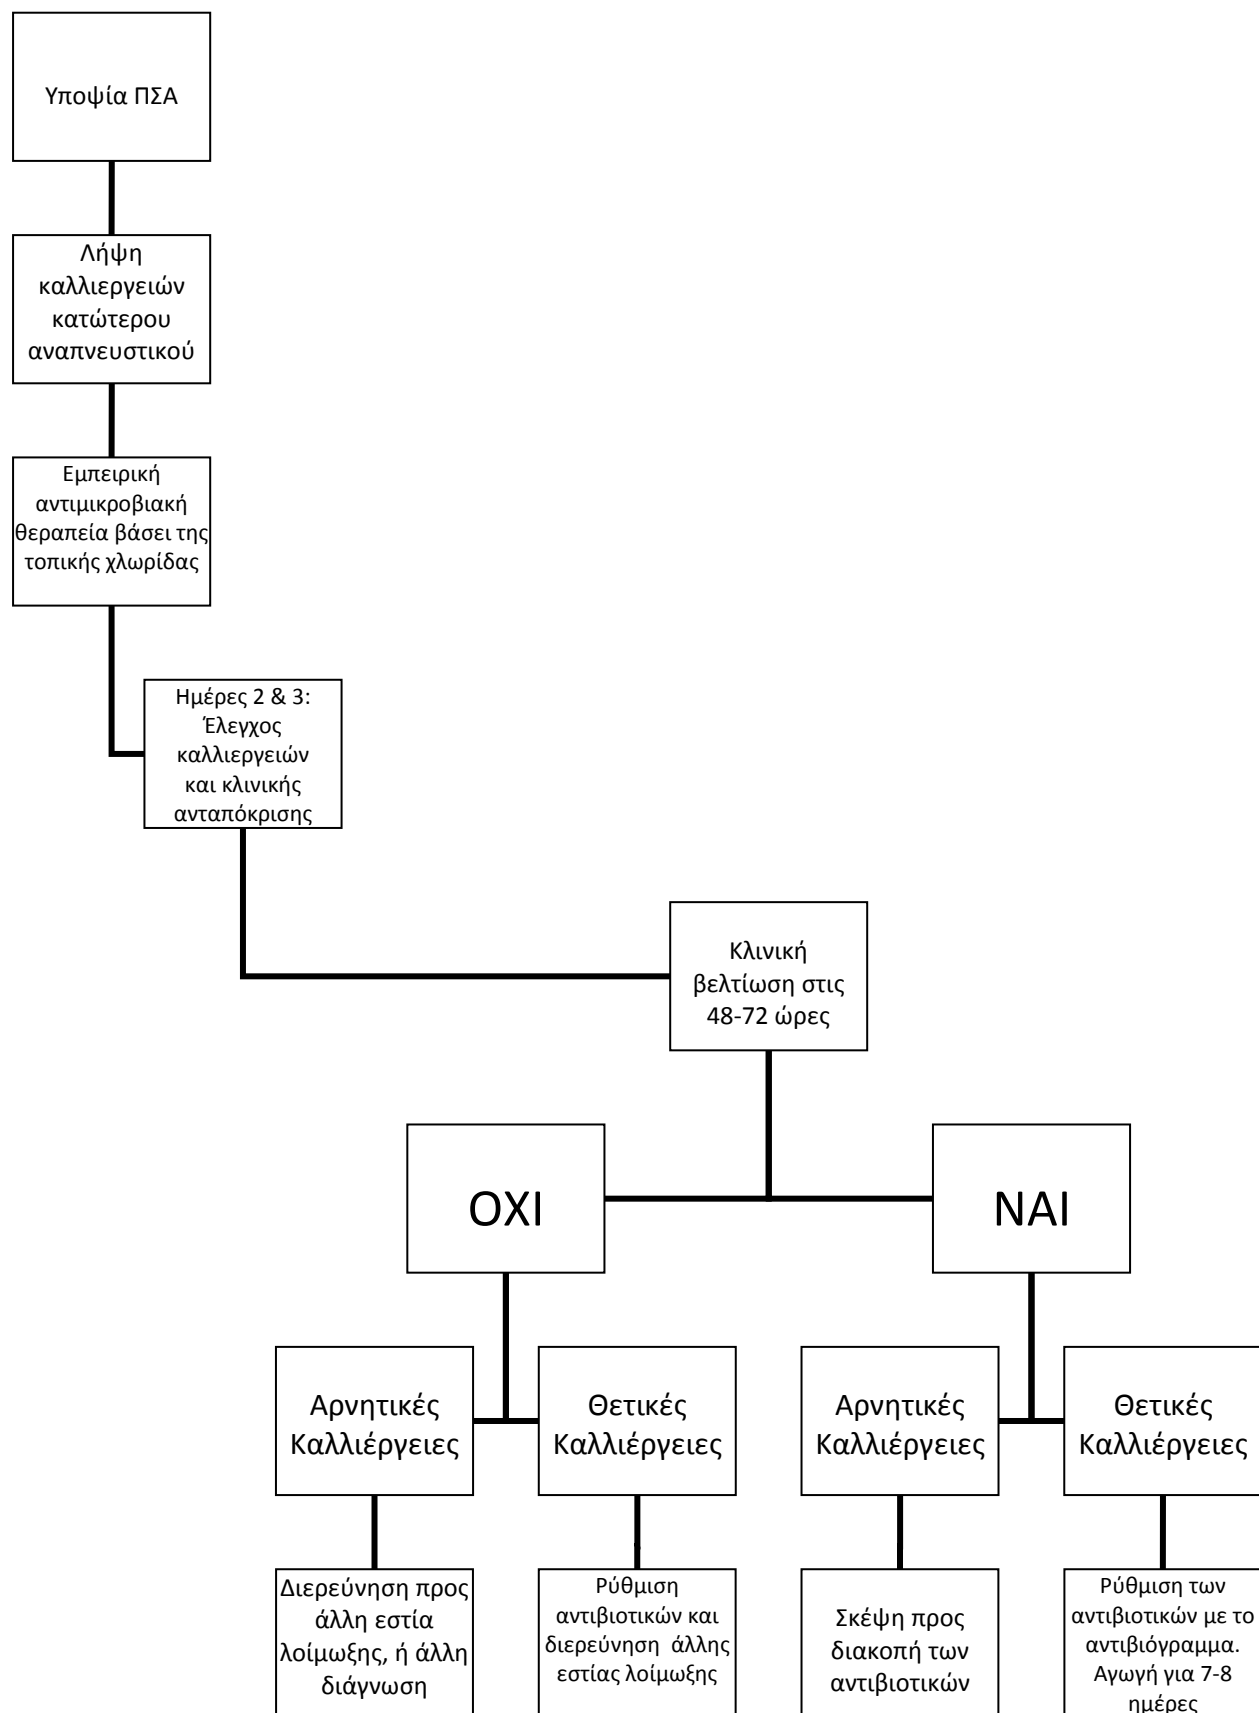 Υποψία ΠΣΑ
Λήψη
καλλιεργειών
κατώτερου
αναπνευστικού
Εμπειρική
αντιμικροβιακή
θεραπεία βάσει της
τοπικής χλωρίδας
Ημέρες 2 & 3:
Έλεγχος
καλλιεργειών
και κλινικής
ανταπόκρισης
Κλινική
βελτίωση στις
48-72 ώρες
ΟΧΙ
ΝΑΙ
Αρνητικές
Καλλιέργειες
Θετικές
Καλλιέργειες
Αρνητικές
Καλλιέργειες
Θετικές
Καλλιέργειες
Διερεύνηση προς
άλλη εστία
λοίμωξης, ή άλλη
διάγνωση
Ρύθμιση
αντιβιοτικών και
διερεύνηση άλλης
εστίας λοίμωξης
Σκέψη προς
διακοπή των
αντιβιοτικών
Ρύθμιση των
αντιβιοτικών με το
αντιβιόγραμμα.
Αγωγή για 7-8
ημέρες